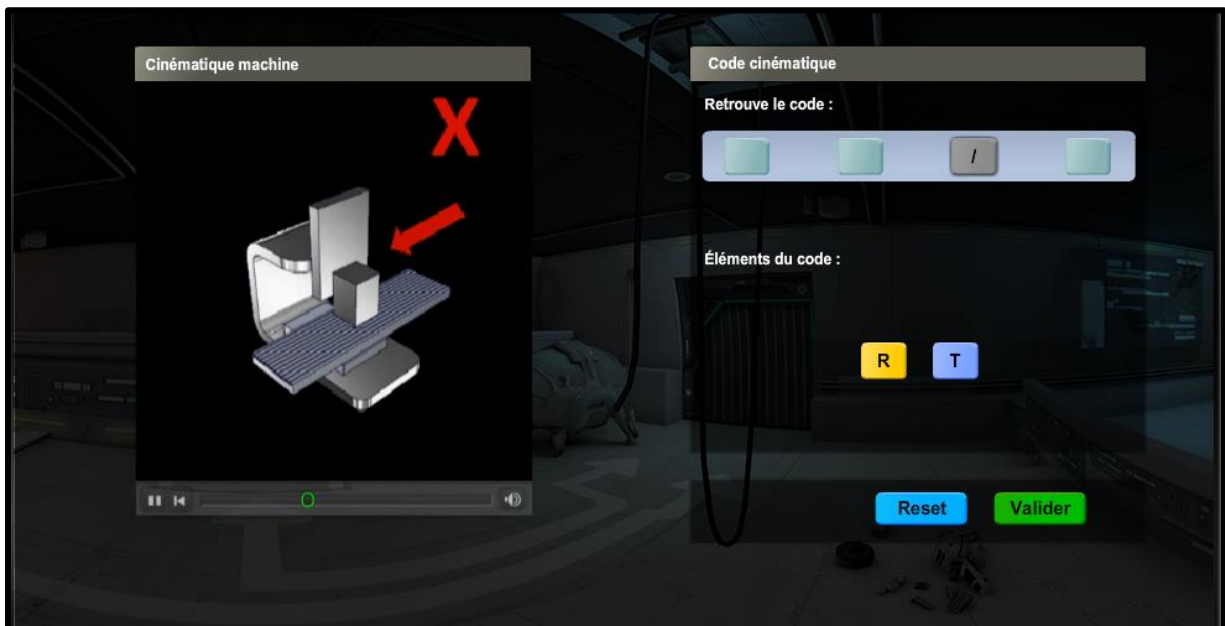 Cinématique machine
X
Code cinématique
Retrouve le code :
/
Éléments du code :
R T
Reset Valider